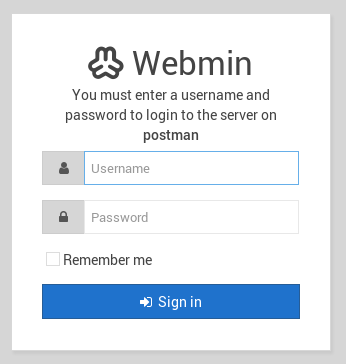 Webmin
You must enter a username and
password to login to the server on
postman
Username
Password
Remember me
Sign in